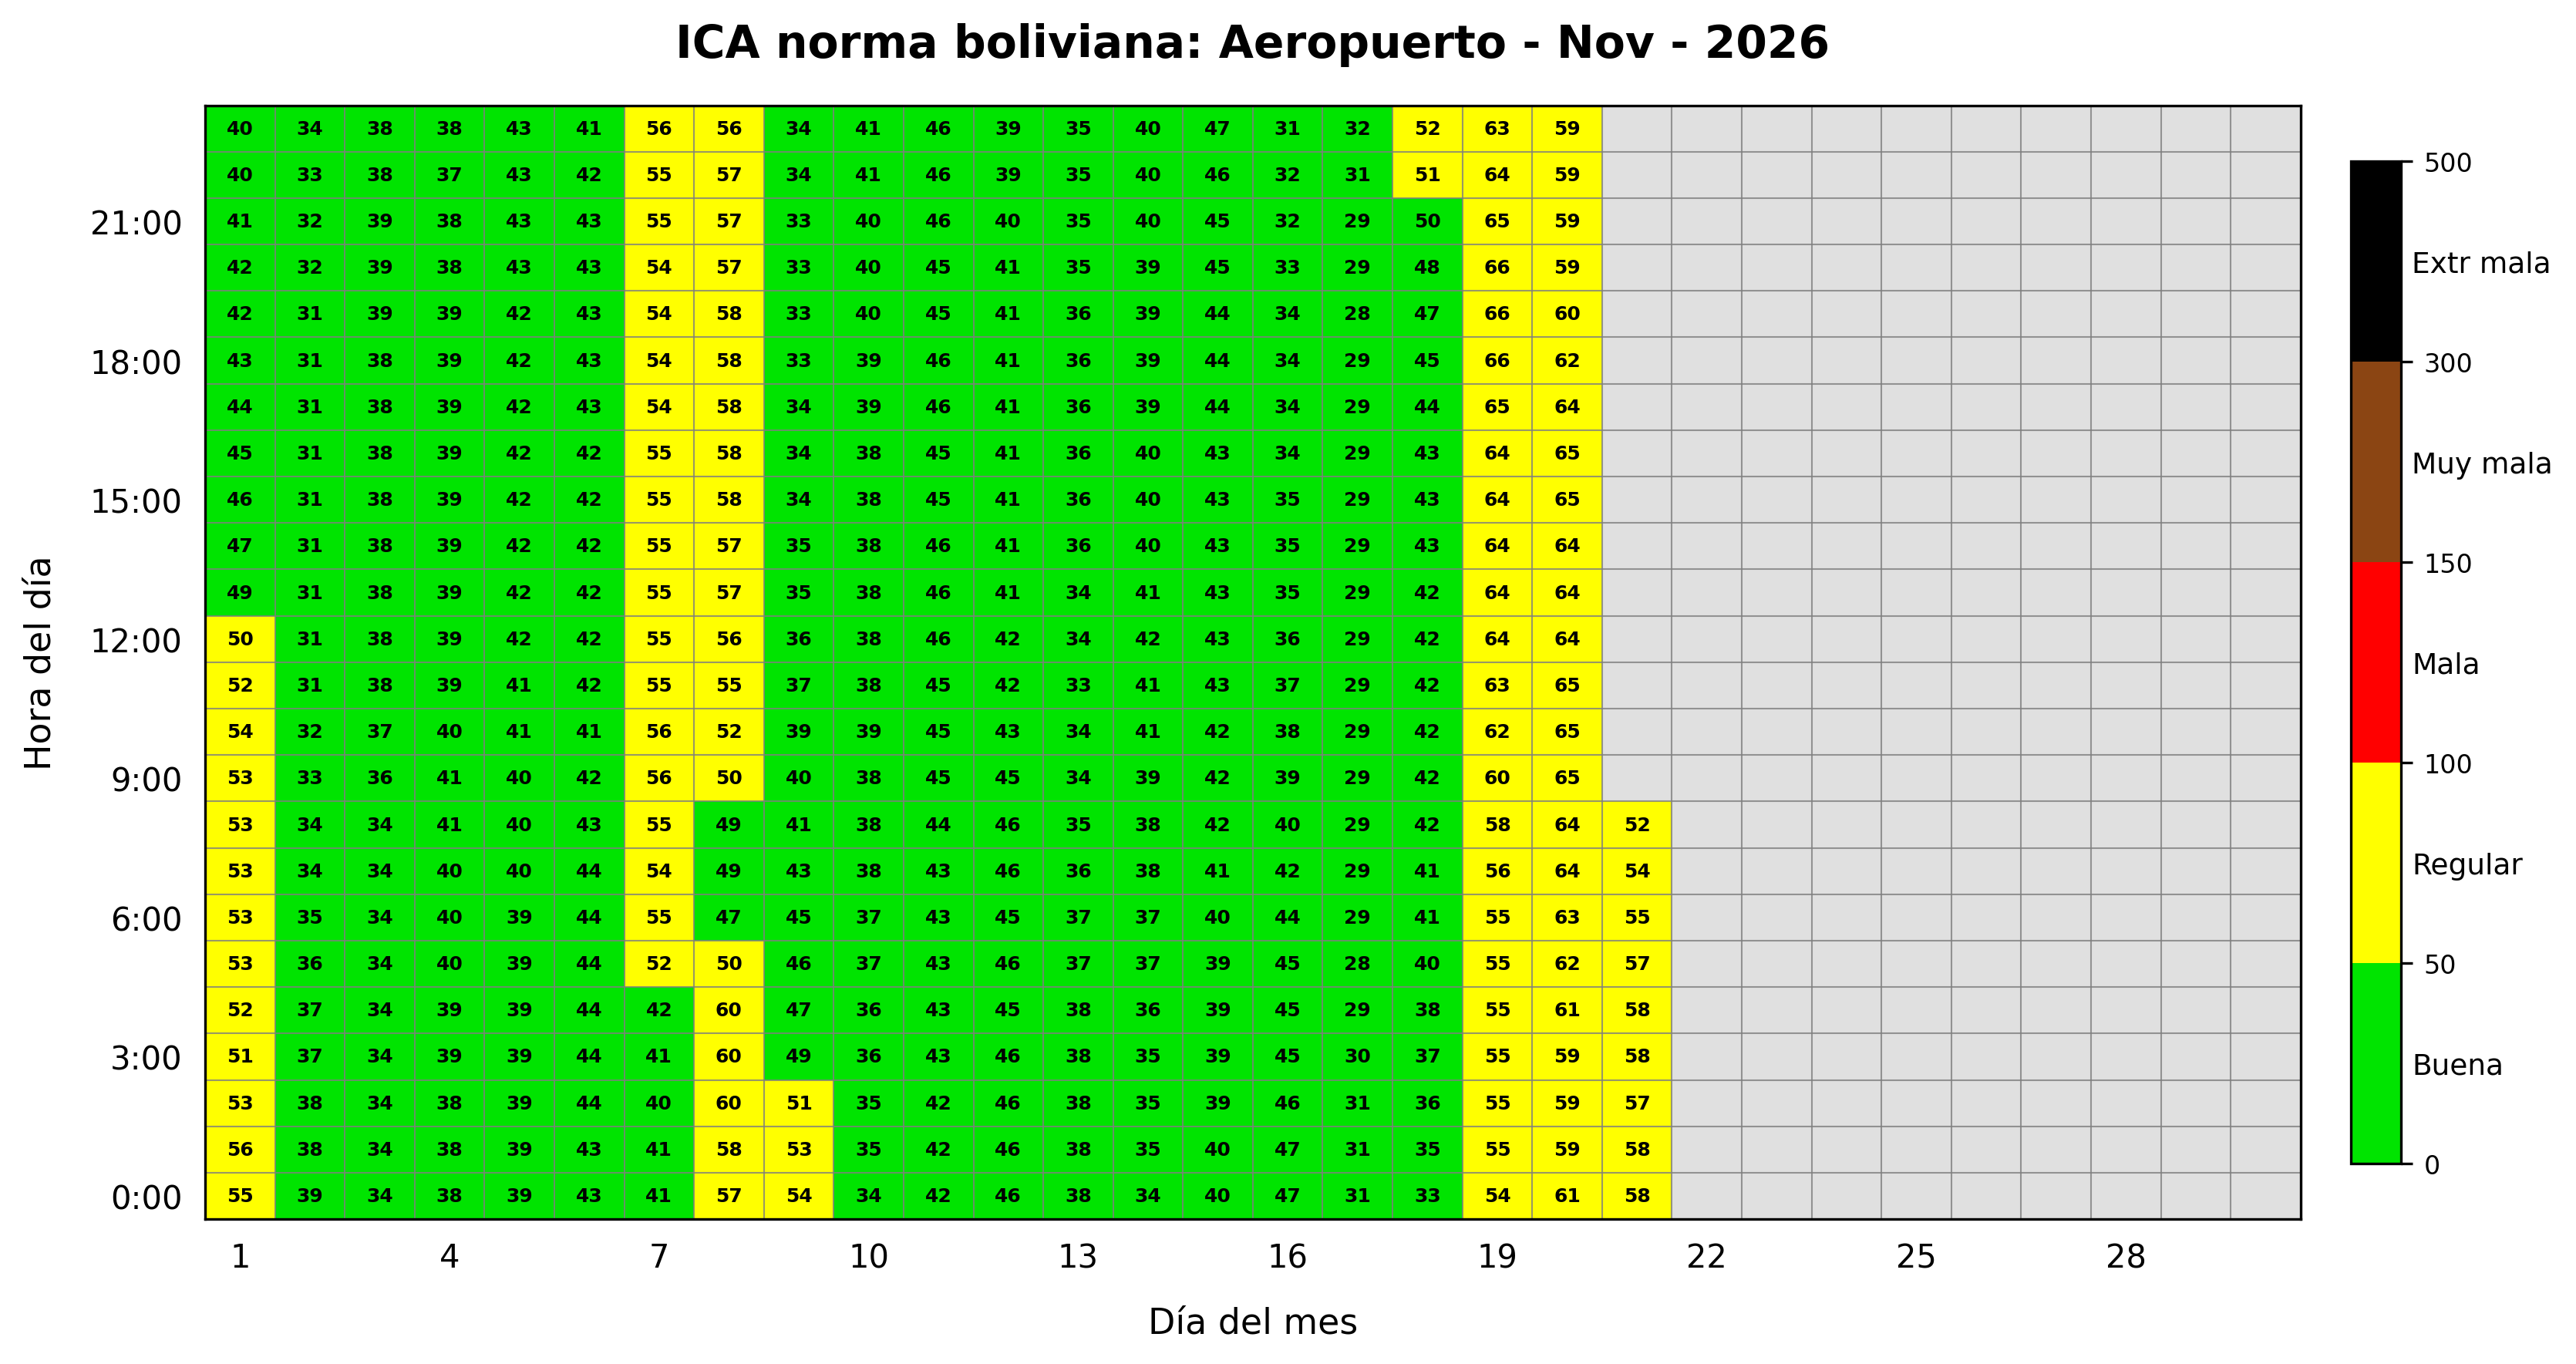 ICA norma boliviana: Aeropuerto - Nov - 2026
40 34 38 38 43 41 56 56 34 41 46 39 35 40 47 31 32 52 63 59
40 33 38 37 43 42 55 57 34 41 46 39 35 40 46 32 31 51 64 59
21:00 41 32 39 38 43 43 55 57 33 40 46 40 35 40 45 32 29 50 65 59
42 32 39 38 43 43 54 57 33 40 45 41 35 39 45 33 29 48 66 59
42 31 39 39 42 43 54 58 33 40 45 41 36 39 44 34 28 47 66 60
18:00 43 31 38 39 42 43 54 58 33 39 46 41 36 39 44 34 29 45 66 62
44 31 38 39 42 43 54 58 34 39 46 41 36 39 44 34 29 44 65 64
45 31 38 39 42 42 55 58 34 38 45 41 36 40 43 34 29 43 64 65
15:00 46 31 38 39 42 42 55 58 34 38 45 41 36 40 43 35 29 43 64 65
47 31 38 39 42 42 55 57 35 38 46 41 36 40 43 35 29 43 64 64
49 31 38 39 42 42 55 57 35 38 46 41 34 41 43 35 29 42 64 64
12:00 50 31 38 39 42 42 55 56 36 38 46 42 34 42 43 36 29 42 64 64
52 31 38 39 41 42 55 55 37 38 45 42 33 41 43 37 29 42 63 65
54 32 37 40 41 41 56 52 39 39 45 43 34 41 42 38 29 42 62 65
9:00 53 33 36 41 40 42 56 50 40 38 45 45 34 39 42 39 29 42 60 65
53 34 34 41 40 43 55 49 41 38 44 46 35 38 42 40 29 42 58 64 52
53 34 34 40 40 44 54 49 43 38 43 46 36 38 41 42 29 41 56 64 54
6:00 53 35 34 40 39 44 55 47 45 37 43 45 37 37 40 44 29 41 55 63 55
53 36 34 40 39 44 52 50 46 37 43 46 37 37 39 45 28 40 55 62 57
52 37 34 39 39 44 42 60 47 36 43 45 38 36 39 45 29 38 55 61 58
3:00 51 37 34 39 39 44 41 60 49 36 43 46 38 35 39 45 30 37 55 59 58
53 38 34 38 39 44 40 60 51 35 42 46 38 35 39 46 31 36 55 59 57
56 38 34 38 39 43 41 58 53 35 42 46 38 35 40 47 31 35 55 59 58
0:00 55 39 34 38 39 43 41 57 54 34 42 46 38 34 40 47 31 33 54 61 58
1 4 7 10 13 16 19 22 25 28
Hora del día
Día del mes
500
Extr mala
300
Muy mala
150
Mala
100
Regular
50
Buena
0